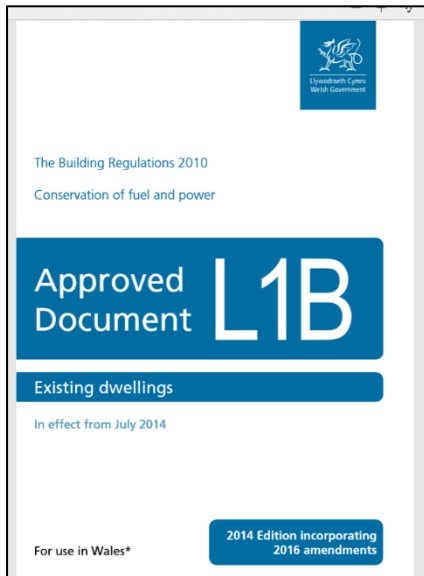 Llywodraeth Cymru
Welsh Government
The Building Regulations 2010
Conservation of fuel and power
Approved
Document
L1B
Existing dwellings
In effect from July 2014
2014 Edition incorporating
2016 amendments
For use in Wales*